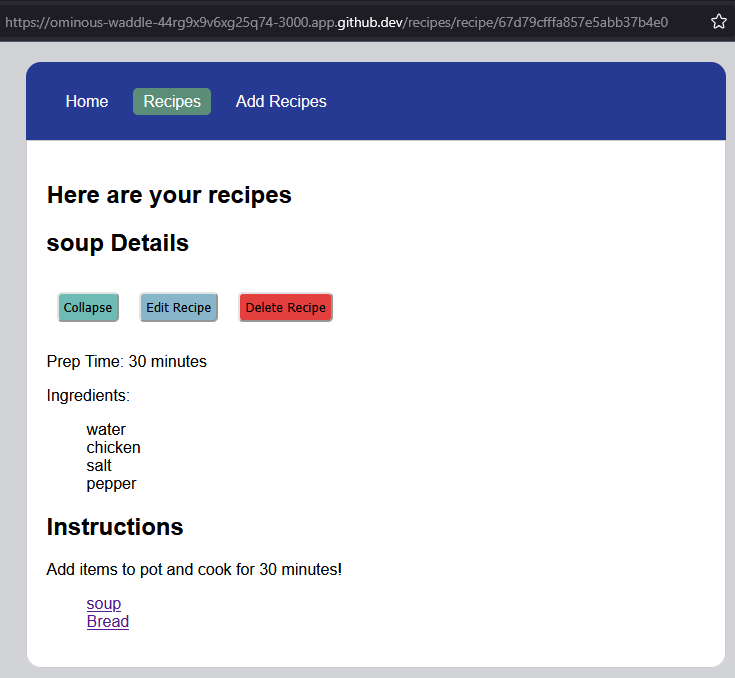 https://ominous-waddle-44rg9x9v6xg25q74-3000.app.github.dev/recipes/recipe/67d79cfffa857e5abb37b4e0
Home Recipes Add Recipes
Here are your recipes
soup Details
Collapse Edit Recipe Delete Recipe
Prep Time: 30 minutes
Ingredients:
water
chicken
salt
pepper
Instructions
Add items to pot and cook for 30 minutes!
soup
Bread